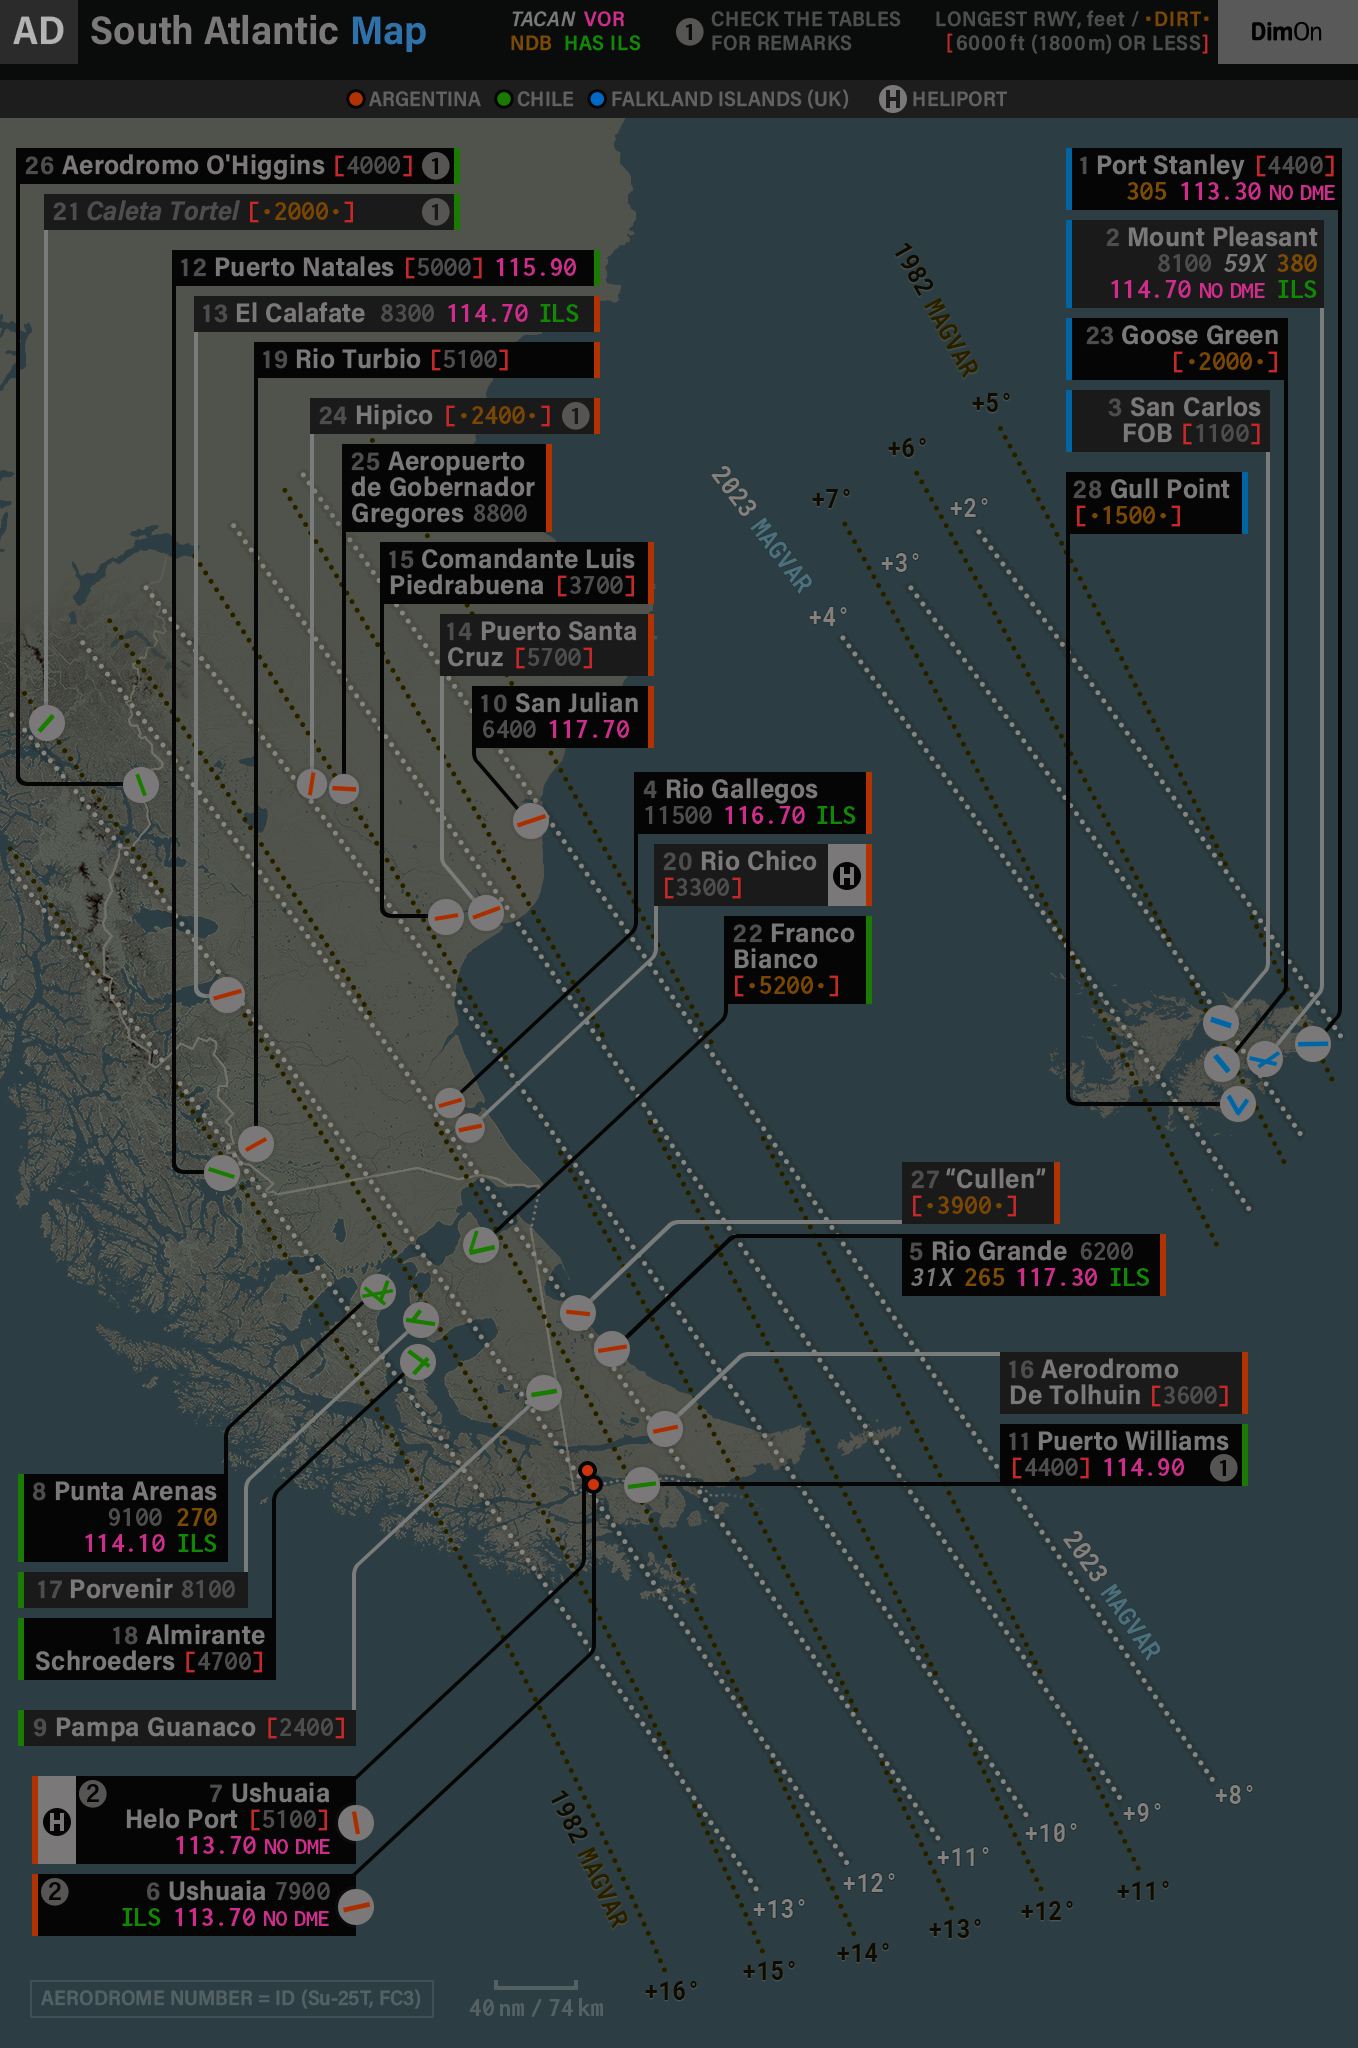 AD South Atlantic Map
TACAN VOR
NDB HAS ILS
1 CHECK THE TABLES
FOR REMARKS
LONGEST RWY, feet / •DIRT•
[6000 ft (1800 m) OR LESS]
DimOn
ARGENTINA CHILE FALKLAND ISLANDS (UK) H HELIPORT
26 Aerodromo O'Higgins [4000] 1
21 Caleta Tortel [•2000•] 1
12 Puerto Natales [5000] 115.90
13 El Calafate 8300 114.70 ILS
19 Rio Turbio [5100]
24 Hipico [•2400•] 1
25 Aeropuerto
de Gobernador
Gregores 8800
15 Comandante Luis
Piedrabuena [3700]
14 Puerto Santa
Cruz [5700]
10 San Julian
6400 117.70
4 Rio Gallegos
11500 116.70 ILS
20 Rio Chico
[3300]
H
22 Franco
Bianco
[•5200•]
1 Port Stanley [4400]
305 113.30 NO DME
2 Mount Pleasant
8100 59X 380
114.70 NO DME ILS
23 Goose Green
[•2000•]
3 San Carlos
FOB [1100]
28 Gull Point
[•1500•]
1982 MAGVAR
+5°
+6°
+7°
2023 MAGVAR
+2°
+3°
+4°
27 “Cullen”
[•3900•]
5 Rio Grande 6200
31X 265 117.30 ILS
16 Aerodromo
De Tolhuin [3600]
11 Puerto Williams
[4400] 114.90 1
8 Punta Arenas
9100 270
114.10 ILS
17 Porvenir 8100
18 Almirante
Schroeders [4700]
9 Pampa Guanaco [2400]
H 2 7 Ushuaia
Helo Port [5100]
113.70 NO DME
2 6 Ushuaia 7900
ILS 113.70 NO DME
2023 MAGVAR
+8°
+9°
+10°
+11°
+12°
+13°
1982 MAGVAR
+11°
+12°
+13°
+14°
+15°
+16°
AERODROME NUMBER = ID (Su-25T, FC3)
40 nm / 74 km